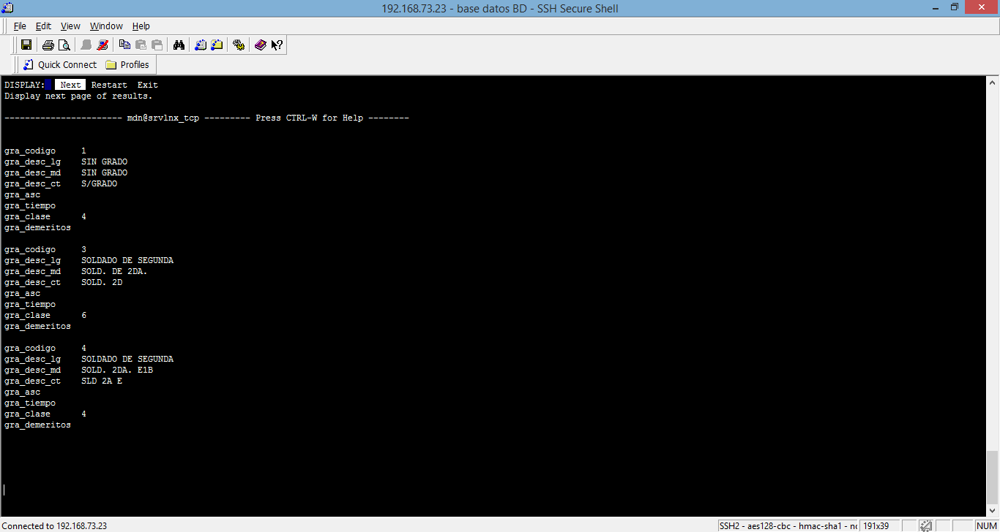 192.168.73.23 - base datos BD - SSH Secure Shell
File Edit View Window Help
Quick Connect Profiles
DISPLAY: Next Restart Exit
Display next page of results.
----------------------- mdn@srvlnx_tcp --------- Press CTRL-W for Help --------
gra_codigo 1
gra_desc_lg SIN GRADO
gra_desc_md SIN GRADO
gra_desc_ct S/GRADO
gra_asc
gra_tiempo
gra_clase 4
gra_demeritos
gra_codigo 3
gra_desc_lg SOLDADO DE SEGUNDA
gra_desc_md SOLD. DE 2DA.
gra_desc_ct SOLD. 2D
gra_asc
gra_tiempo
gra_clase 6
gra_demeritos
gra_codigo 4
gra_desc_lg SOLDADO DE SEGUNDA
gra_desc_md SOLD. 2DA. E1B
gra_desc_ct SLD 2A E
gra_asc
gra_tiempo
gra_clase 4
gra_demeritos
Connected to 192.168.73.23 SSH2 - aes128-cbc - hmac-sha1 - nc 191x39 NUM